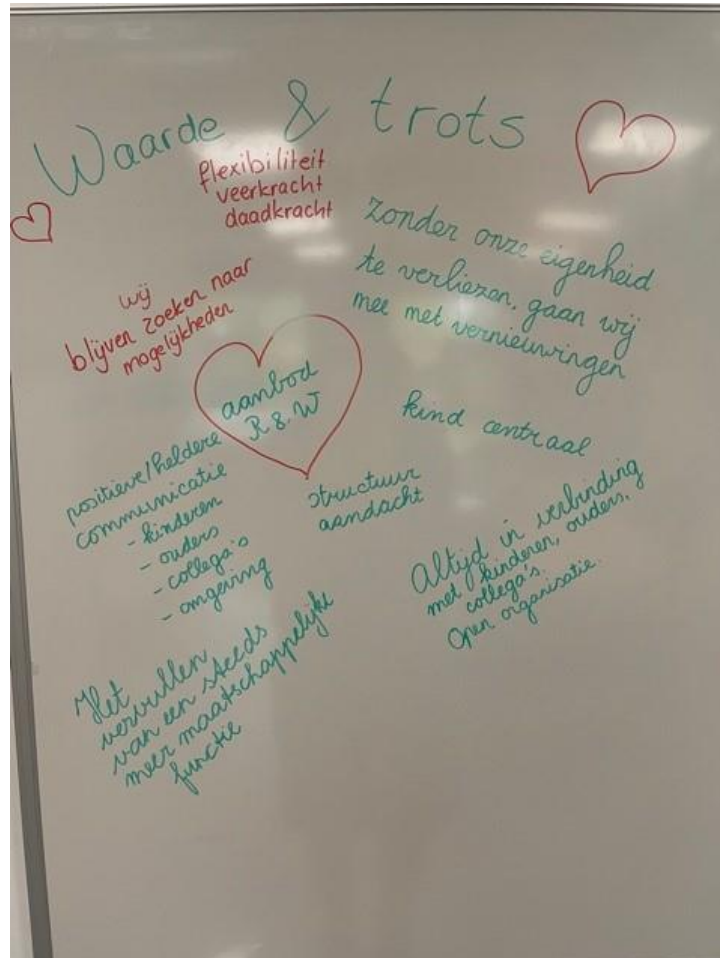 Waarde & trots
flexibiliteit
veerkracht
daadkracht
zonder onze eigenheid
te verliezen, gaan wij
mee met vernieuwingen
wij
blijven zoeken naar
mogelijkheden
aanbod
R&W
kind centraal
positieve/heldere
communicatie
- kinderen
- ouders
- collega's
- omgeving
structuur
aandacht
Altijd in verbinding
met kinderen, ouders,
collega's.
Open organisatie.
Het
vervullen
van een steeds
meer maatschappelijke
functie